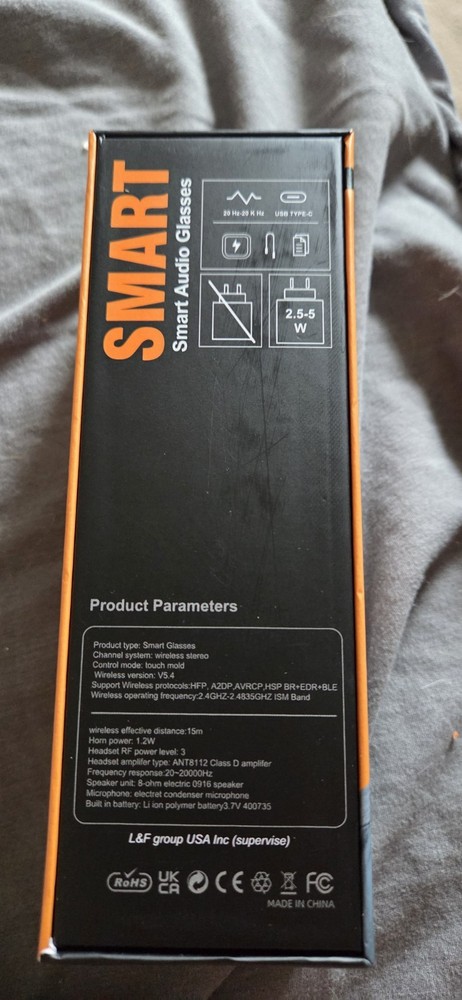 SMART
Smart Audio Glasses
20 Hz-20 K Hz
USB TYPE-C
2.5-5
W
Product Parameters
Product type: Smart Glasses
Channel system: wireless stereo
Control mode: touch mold
Wireless version: V5.4
Support Wireless protocols:HFP, A2DP,AVRCP,HSP BR+EDR+BLE
Wireless operating frequency:2.4GHZ-2.4835GHZ ISM Band
wireless effective distance:15m
Horn power: 1.2W
Headset RF power level: 3
Headset amplifer type: ANT8112 Class D amplifer
Frequency response:20~20000Hz
Speaker unit: 8-ohm electric 0916 speaker
Microphone: electret condenser microphone
Built in battery: Li ion polymer battery3.7V 400735
L&F group USA Inc (supervise)
RoHS UK CA CE FC
MADE IN CHINA